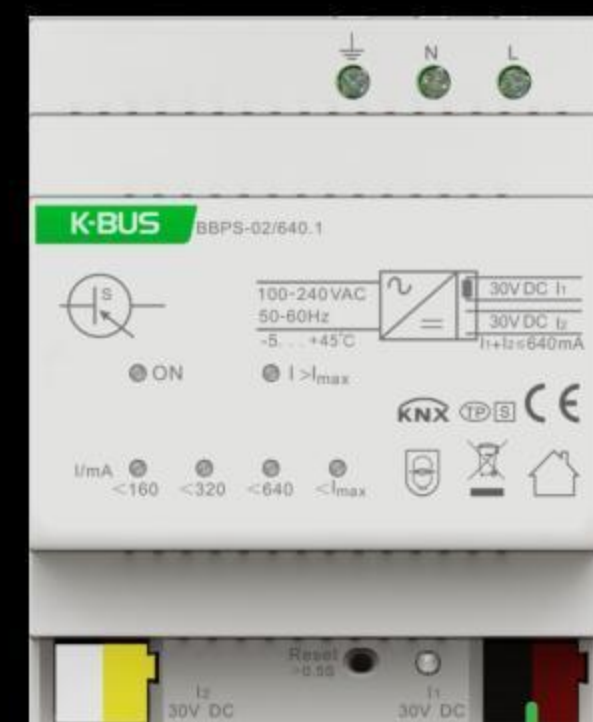 N L
K-BUS BBPS-02/640.1
S
100-240VAC
50-60Hz
-5. . . +45℃
30V DC I1
30V DC I2
I1+I2≤640mA
ON
I >Imax
KNX TP S CE
I/mA
<160 <320 <640 <Imax
Reset
>0.5S
I2
30V DC
I1
30V DC